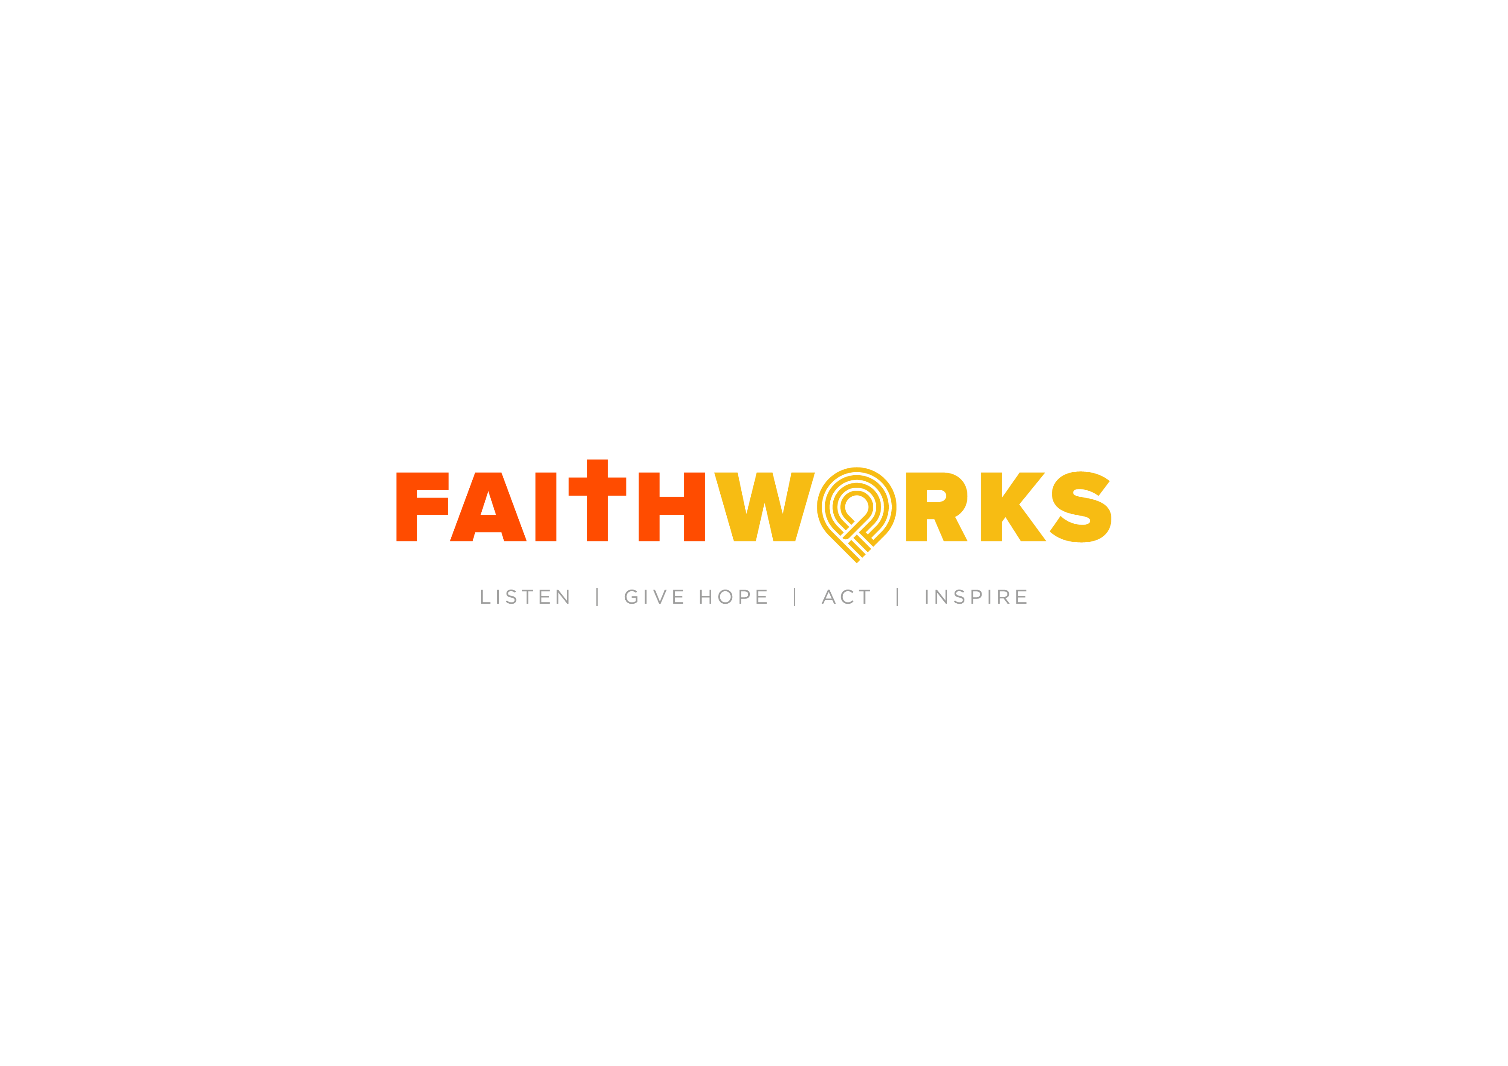 FAITHWORKS
LISTEN | GIVE HOPE | ACT | INSPIRE